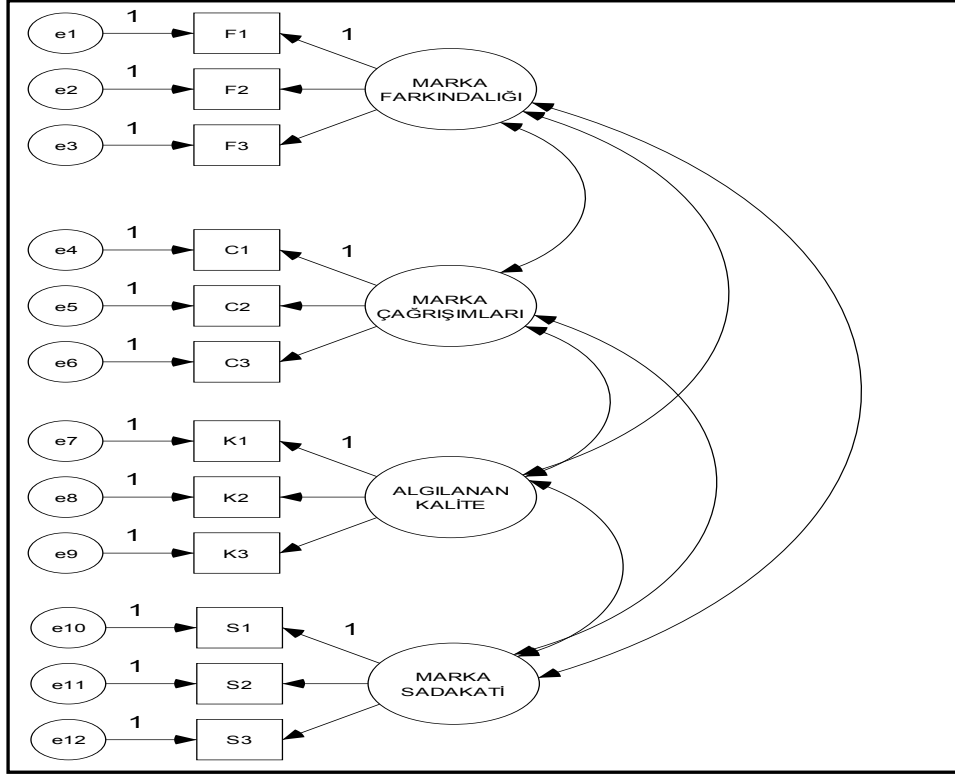 e1 1 F1 1
e2 1 F2
e3 1 F3
MARKA
FARKINDALIĞI
e4 1 C1 1
e5 1 C2
e6 1 C3
MARKA
ÇAĞRIŞIMLARI
e7 1 K1 1
e8 1 K2
e9 1 K3
ALGILANAN
KALİTE
e10 1 S1 1
e11 1 S2
e12 1 S3
MARKA
SADAKATİ